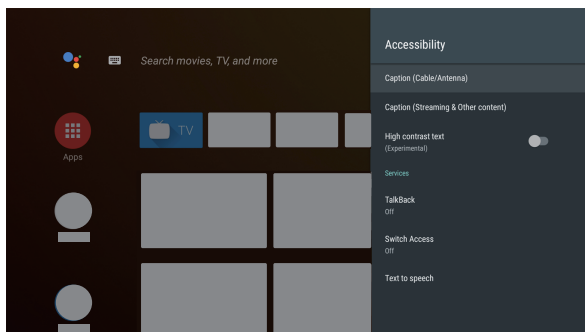 Accessibility
Search movies, TV, and more
Caption (Cable/Antenna)
Caption (Streaming & Other content)
TV
Apps
High contrast text
(Experimental)
Services
TalkBack
Off
Switch Access
Off
Text to speech